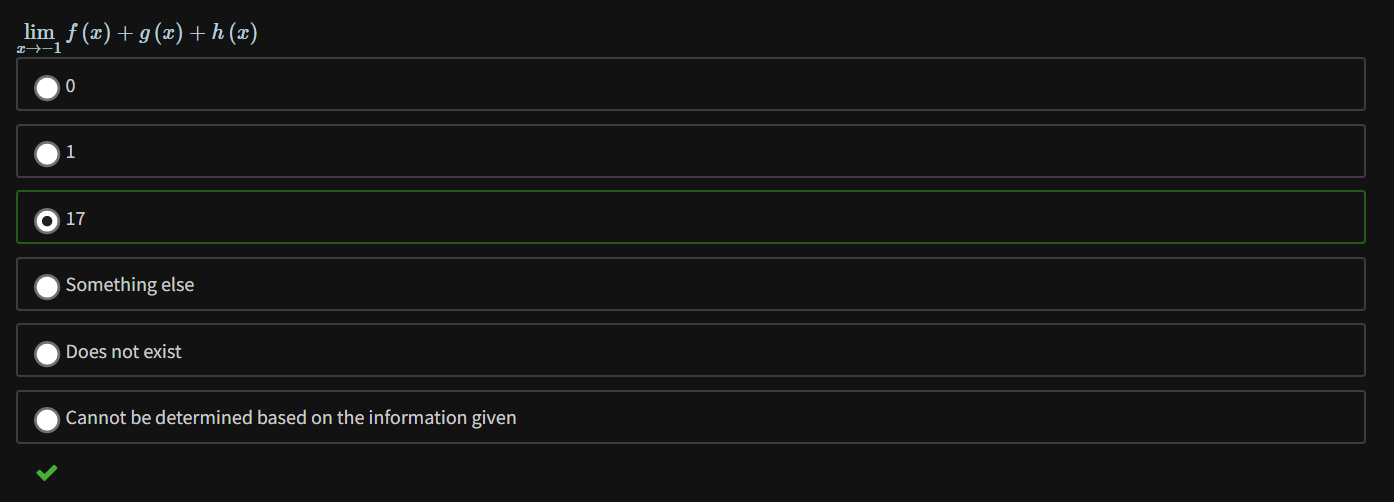 lim f (x) + g (x) + h (x)
x→−1
0
1
17
Something else
Does not exist
Cannot be determined based on the information given